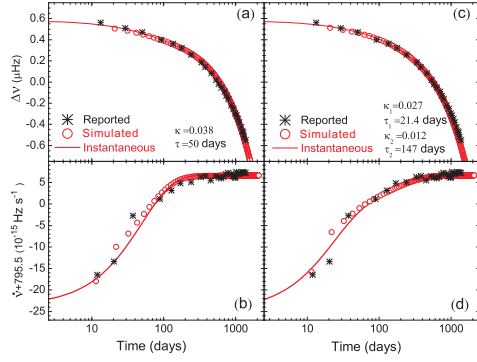 (a)
(c)
0.6
0.4
0.2
0.0
-0.2
-0.4
-0.6
Δν (μHz)
Reported
Simulated
Instantaneous
κ=0.038
τ=50 days
Reported
Simulated
Instantaneous
κ₁=0.027
τ₁=21.4 days
κ₂=0.012
τ₂=147 days
5
0
-5
-10
-15
-20
-25
ν̇+795.5 (10⁻¹⁵ Hz s⁻¹)
(b)
(d)
10 100 1000
10 100 1000
Time (days)
Time (days)